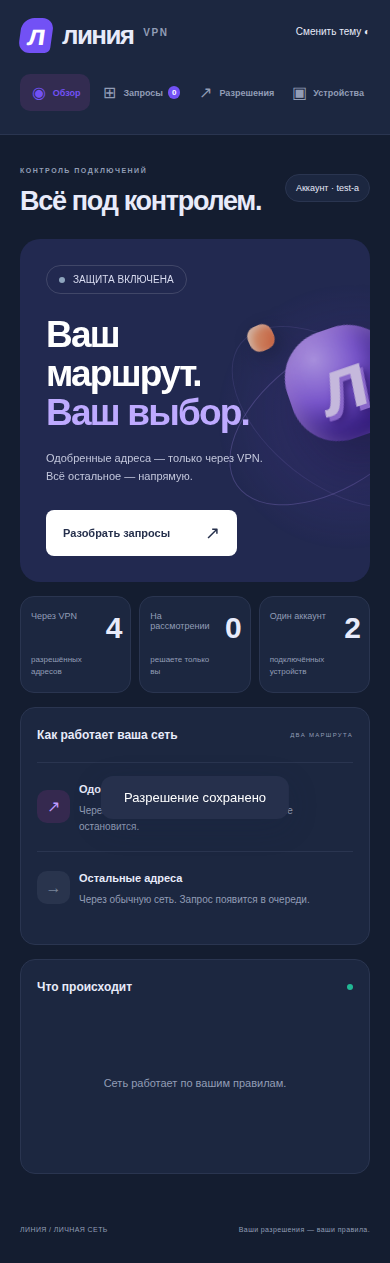 Л линия VPN
Сменить тему
Обзор
Запросы 0
Разрешения
Устройства
КОНТРОЛЬ ПОДКЛЮЧЕНИЙ
Всё под контролем.
Аккаунт · test-a
ЗАЩИТА ВКЛЮЧЕНА
Ваш
маршрут.
Ваш выбор.
Л
Одобренные адреса — только через VPN.
Всё остальное — напрямую.
Разобрать запросы ↗
Через VPN
4
разрешённых
адресов
На
рассмотрении
0
решаете только
вы
Один аккаунт
2
подключённых
устройств
Как работает ваша сеть
ДВА МАРШРУТА
↗
Разрешение сохранено
остановится.
→
Остальные адреса
Через обычную сеть. Запрос появится в очереди.
Что происходит
Сеть работает по вашим правилам.
ЛИНИЯ / ЛИЧНАЯ СЕТЬ
Ваши разрешения — ваши правила.